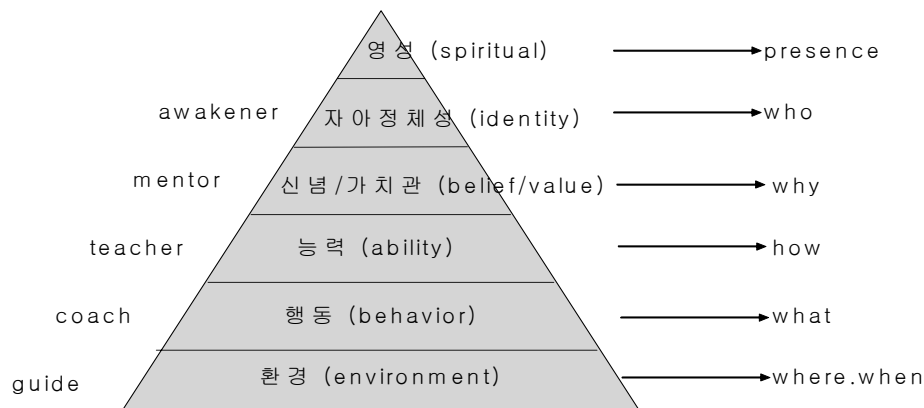 영성 (spiritual) presence
awakener 자아정체성 (identity) who
mentor 신념/가치관 (belief/value) why
teacher 능력 (ability) how
coach 행동 (behavior) what
guide 환경 (environment) where.when